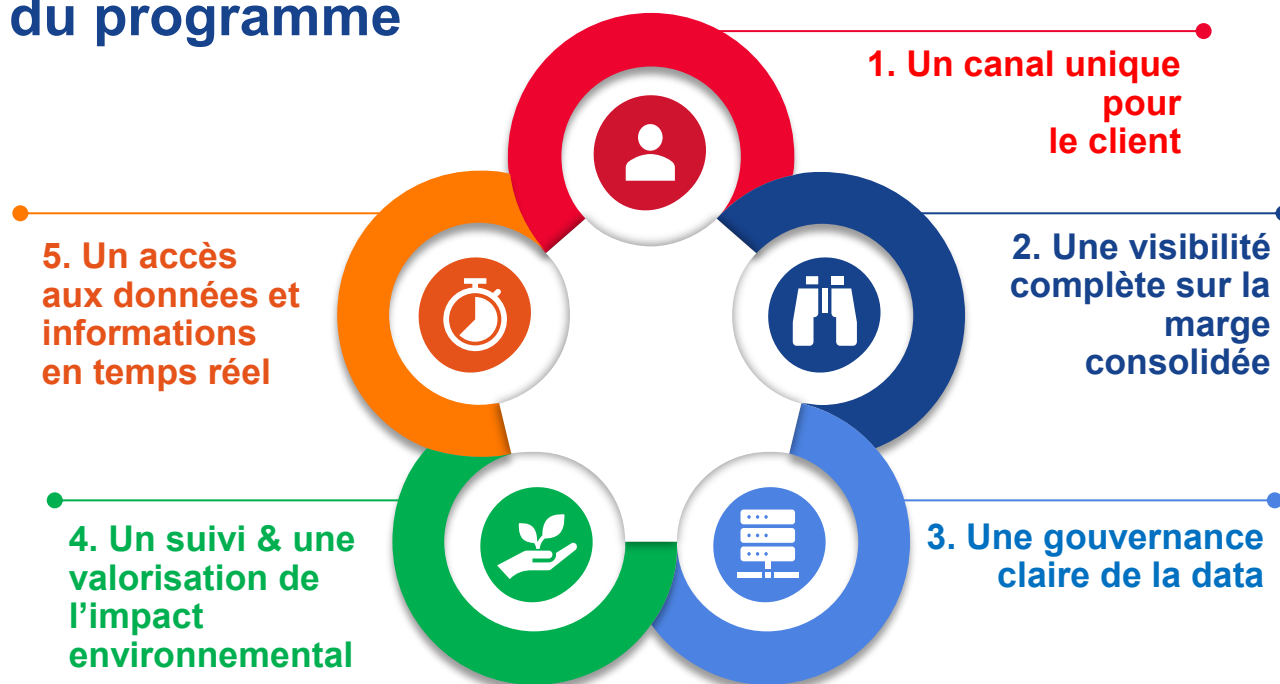 du programme
1. Un canal unique
pour
le client
2. Une visibilité
complète sur la
marge
consolidée
3. Une gouvernance
claire de la data
4. Un suivi & une
valorisation de
l’impact
environnemental
5. Un accès
aux données et
informations
en temps réel